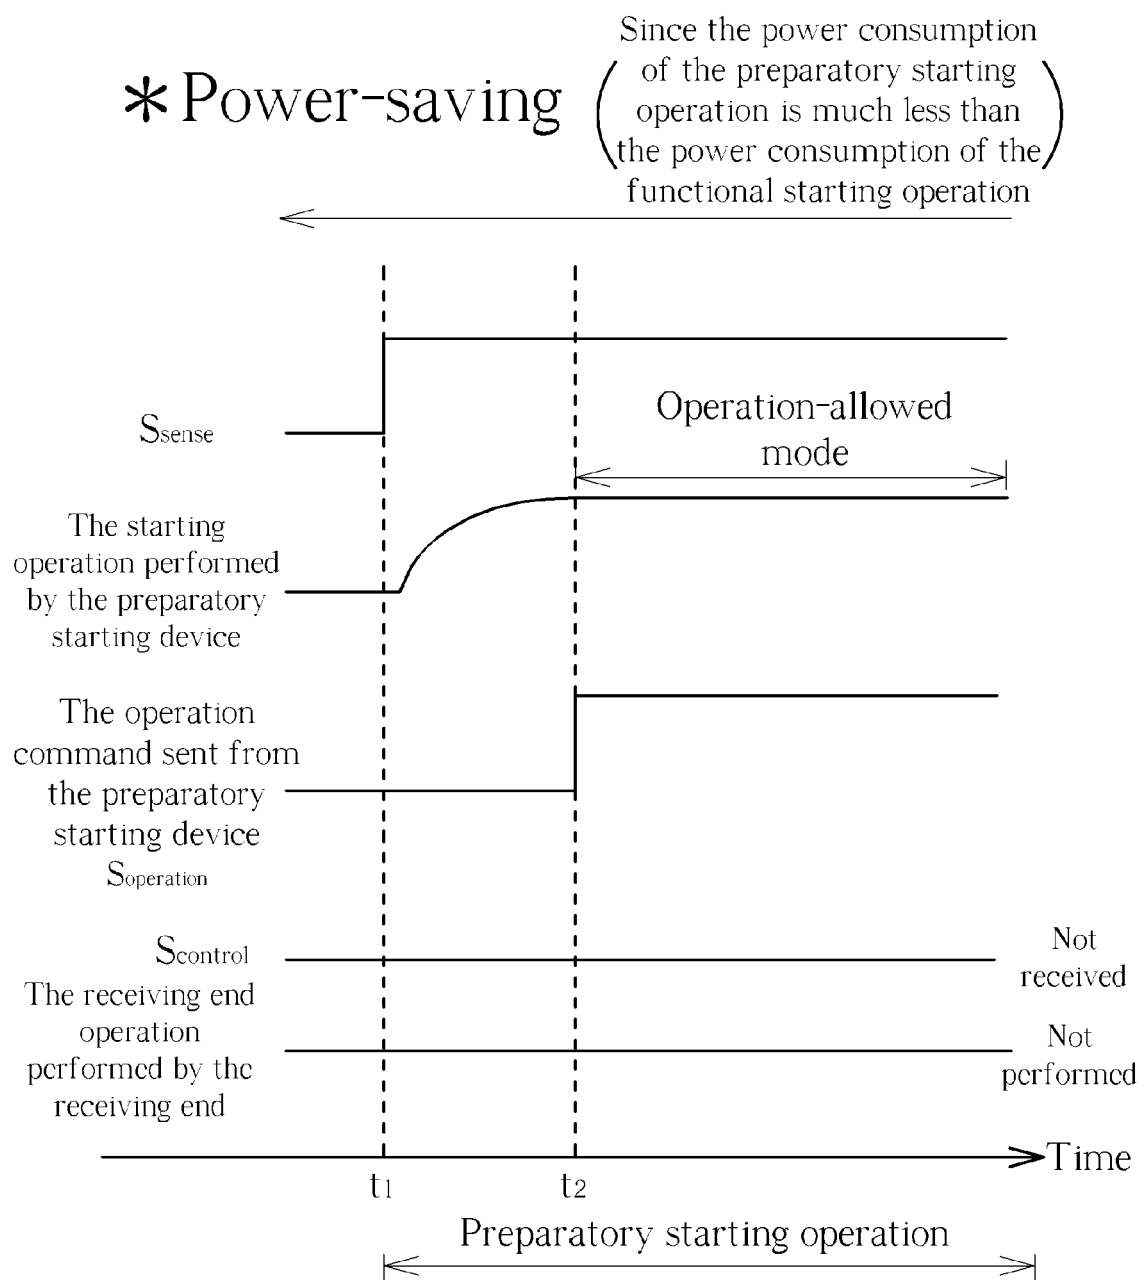 Since the power consumption
of the preparatory starting
*Power-saving
operation is much less than
the power consumption of the
functional starting operation
Ssense
Operation-allowed
mode
The starting
operation performed
by the preparatory
starting device
The operation
command sent from
the preparatory
starting device
Soperation
Scontrol
Not
received
The receiving end
operation
performed by the
receiving end
Not
performed
Time
t1
t2
Preparatory starting operation